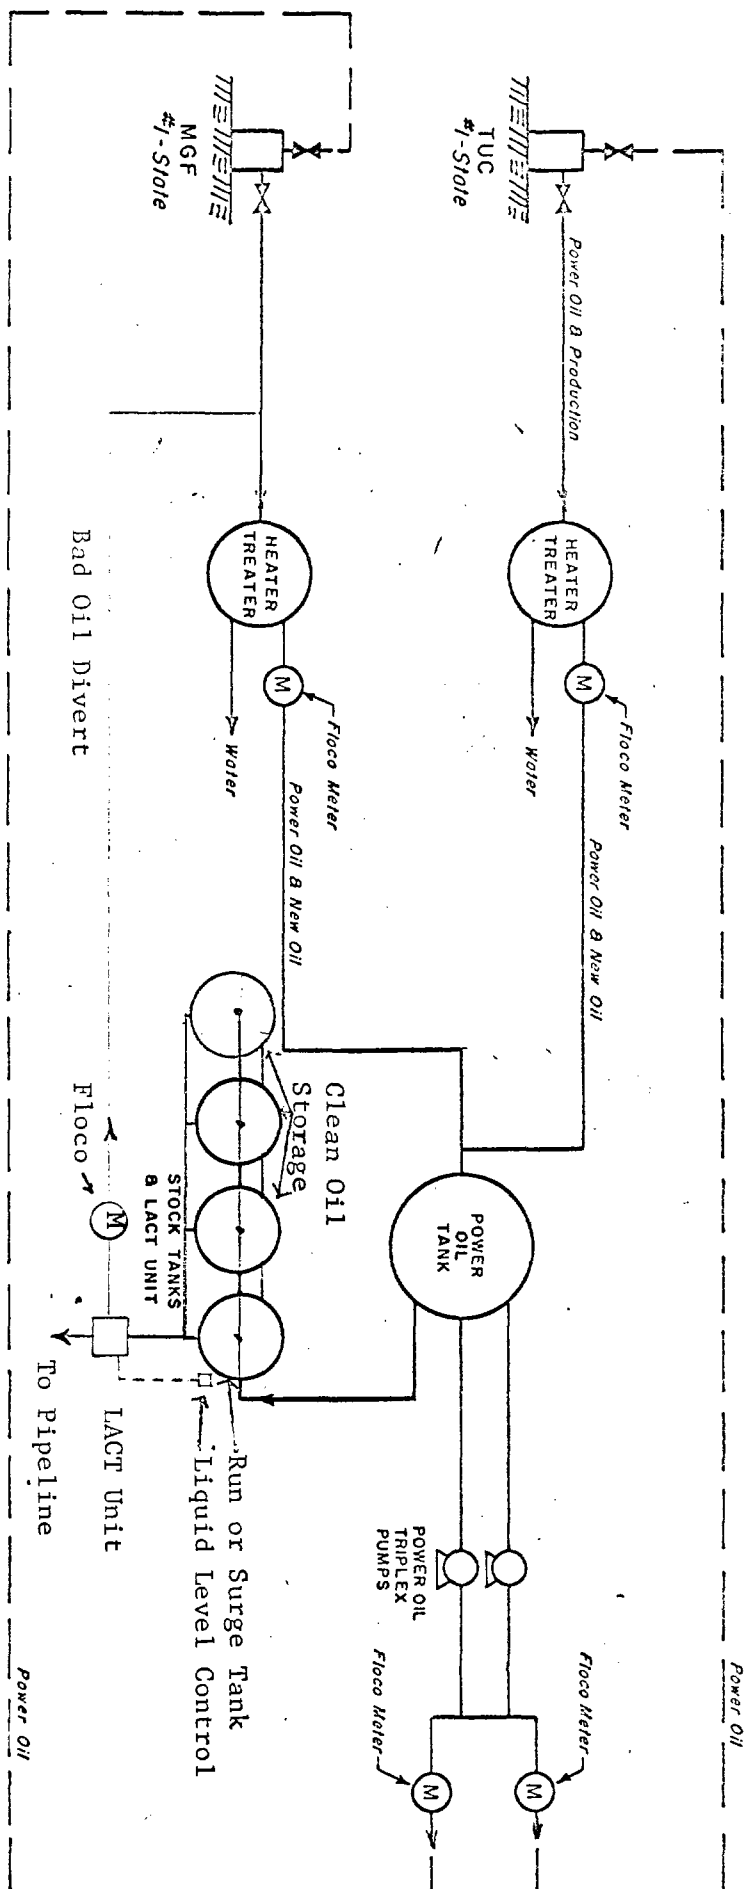 TUC
#1-State
MGF
#1-State
Power Oil & Production
HEATER
TREATER
HEATER
TREATER
M
M
Floco Meter
Floco Meter
Water
Water
Power Oil & New Oil
Power Oil & New Oil
Bad Oil Divert
Clean Oil
Storage
POWER
OIL
TANK
STOCK TANKS
& LACT UNIT
Floco
M
LACT Unit
To Pipeline
Run or Surge Tank
Liquid Level Control
POWER OIL
TRIPLEX
PUMPS
Floco Meter
Floco Meter
M
M
Power Oil
Power Oil